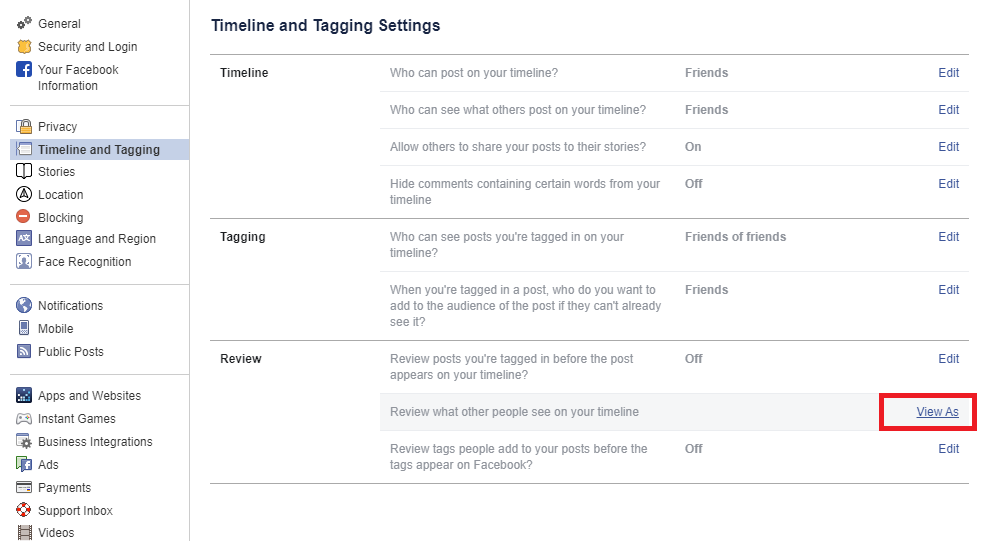 General
Security and Login
Your Facebook
Information
Privacy
Timeline and Tagging
Stories
Location
Blocking
Language and Region
Face Recognition
Notifications
Mobile
Public Posts
Apps and Websites
Instant Games
Business Integrations
Ads
Payments
Support Inbox
Videos
Timeline and Tagging Settings
Timeline
Who can post on your timeline? Friends Edit
Who can see what others post on your timeline? Friends Edit
Allow others to share your posts to their stories? On Edit
Hide comments containing certain words from your Off Edit
timeline
Tagging
Who can see posts you're tagged in on your Friends of friends Edit
timeline?
When you're tagged in a post, who do you want to Friends Edit
add to the audience of the post if they can't already
see it?
Review
Review posts you're tagged in before the post Off Edit
appears on your timeline?
Review what other people see on your timeline View As
Review tags people add to your posts before the Off Edit
tags appear on Facebook?